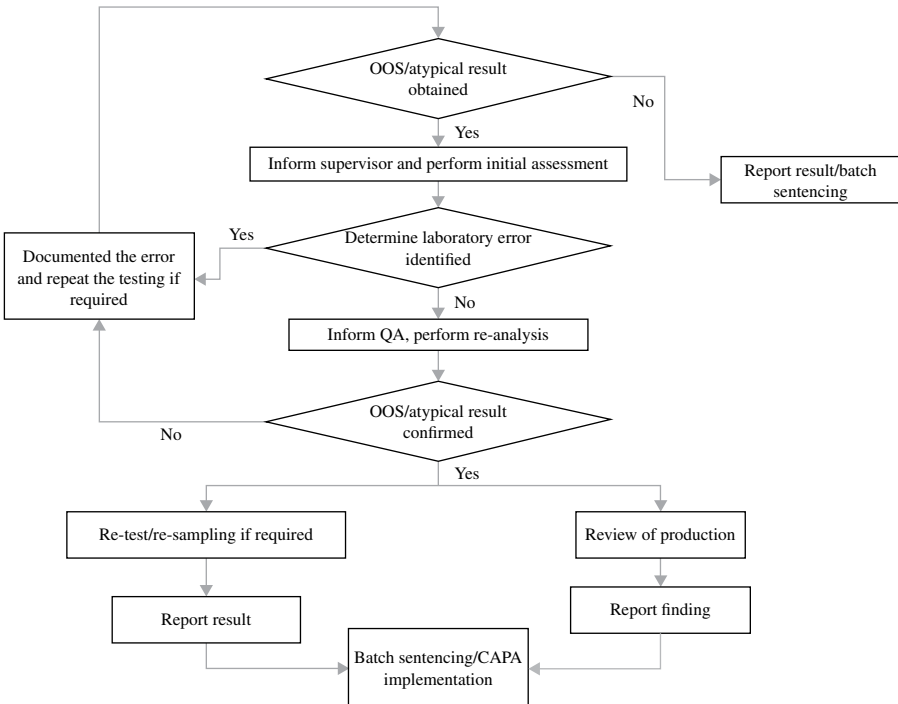 OOS/atypical result
obtained
No
Yes
Inform supervisor and perform initial assessment
Report result/batch
sentencing
Yes
Determine laboratory error
identified
Documented the error
and repeat the testing if
required
No
Inform QA, perform re-analysis
OOS/atypical result
confirmed
No
Yes
Re-test/re-sampling if required
Review of production
Report result
Report finding
Batch sentencing/CAPA
implementation